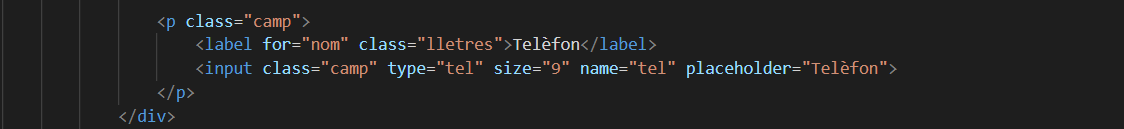 <p class="camp">
<label for="nom" class="lletres">Telèfon</label>
<input class="camp" type="tel" size="9" name="tel" placeholder="Telèfon">
</p>
</div>